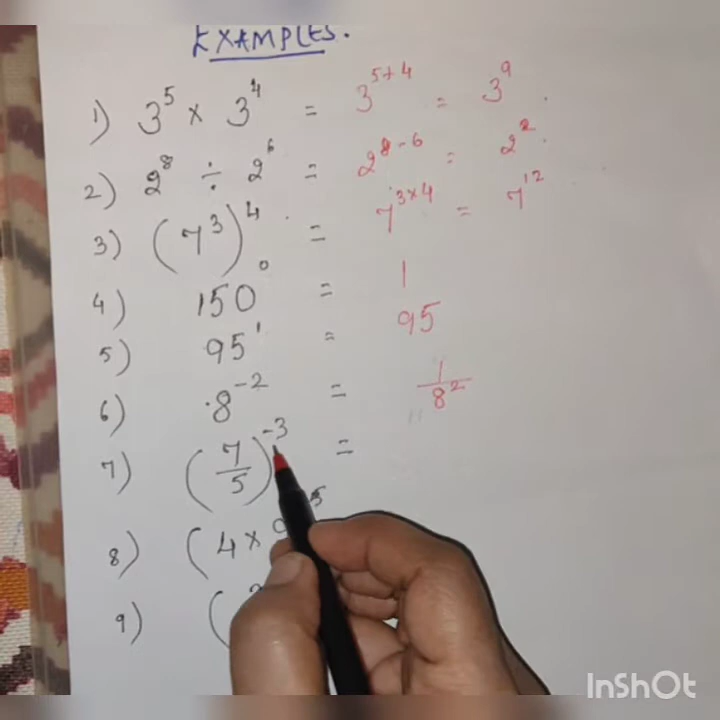 EXAMPLES.
1) 3^5 × 3^4 = 3^{5+4} = 3^9.
2) 2^8 ÷ 2^6 = 2^{8-6} = 2^2.
3) (7^3)^4 = 7^{3×4} = 7^{12}
4) 150^0 = 1
5) 95^1 = 95
6) 8^{-2} = 1/8^2
7) (7/5)^{-3} =
8) (4×
9) (
InShOt